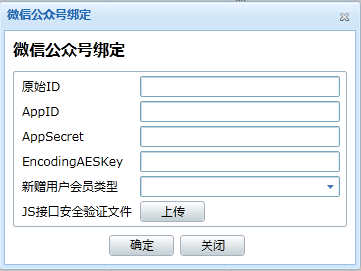 微信公众号绑定
微信公众号绑定
原始ID
AppID
AppSecret
EncodingAESKey
新赠用户会员类型
JS接口安全验证文件 上传
确定 关闭